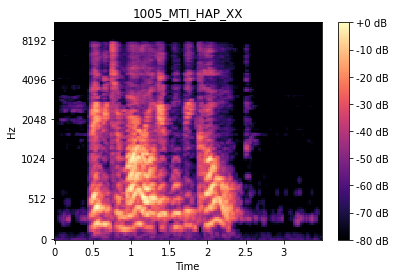 1005_MTI_HAP_XX
+0 dB
8192
-10 dB
4096
-20 dB
-30 dB
2048
Hz
-40 dB
1024
-50 dB
512
-60 dB
-70 dB
0
-80 dB
0 0.5 1 1.5 2 2.5 3
Time